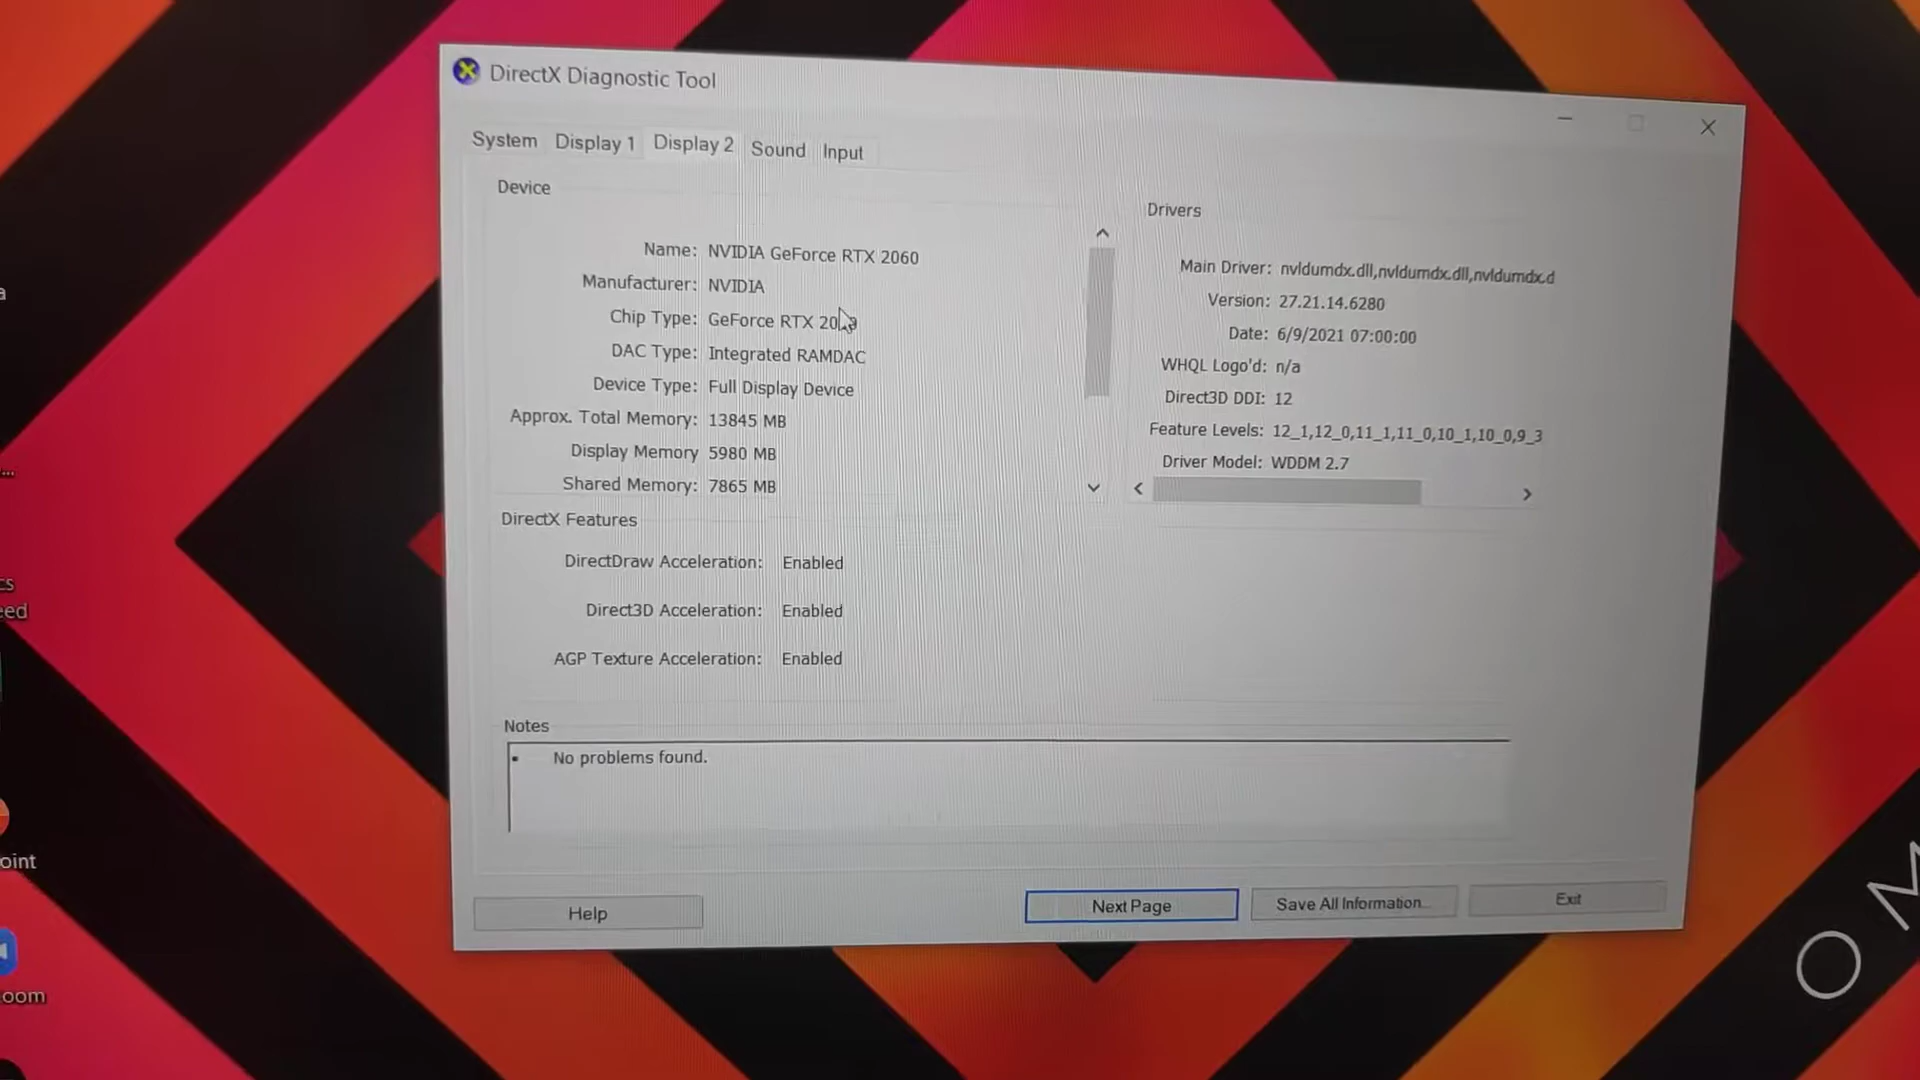 DirectX Diagnostic Tool
System Display 1 Display 2 Sound Input
Device
Name: NVIDIA GeForce RTX 2060
Manufacturer: NVIDIA
Chip Type: GeForce RTX
DAC Type: Integrated RAMDAC
Device Type: Full Display Device
Approx. Total Memory: 13845 MB
Display Memory 5980 MB
Shared Memory: 7865 MB
Drivers
Main Driver: nvldumdx.dll,nvldumdx.dll,nvldumdx.d
Version: 27.21.14.6280
Date: 6/9/2021 07:00:00
WHQL Logo'd: n/a
Direct3D DDI: 12
Feature Levels: 12_1,12_0,11_1,11_0,10_1,10_0,9_3
Driver Model: WDDM 2.7
DirectX Features
DirectDraw Acceleration: Enabled
Direct3D Acceleration: Enabled
AGP Texture Acceleration: Enabled
Notes
• No problems found.
Help
Next Page
Save All Information...
Exit
a
...
cs
eed
oint
oom
O M